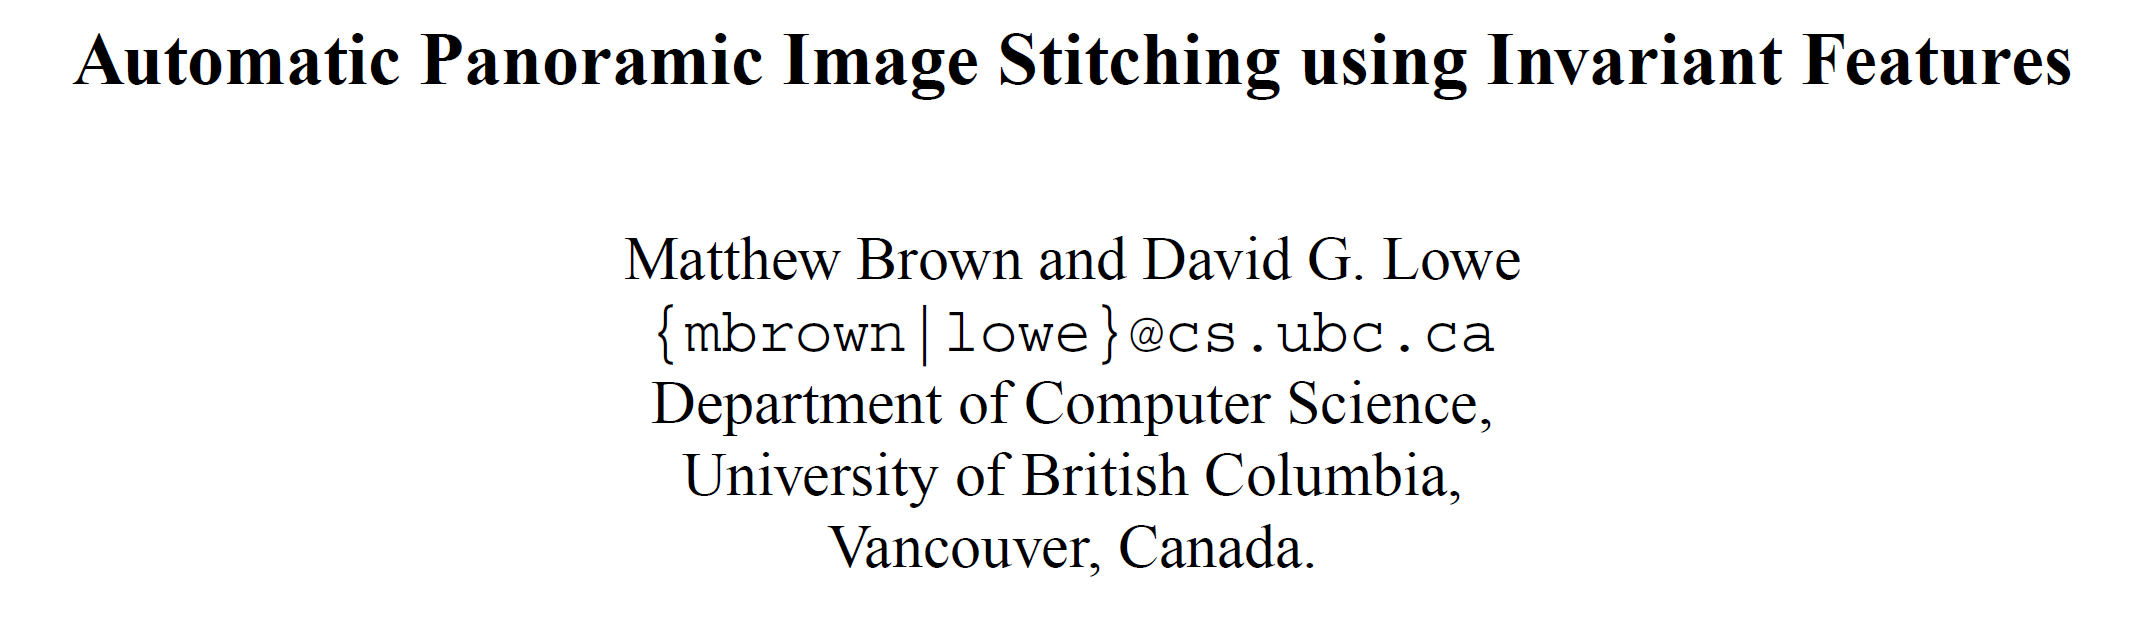 Automatic Panoramic Image Stitching using Invariant Features
Matthew Brown and David G. Lowe
{mbrown|lowe}@cs.ubc.ca
Department of Computer Science,
University of British Columbia,
Vancouver, Canada.